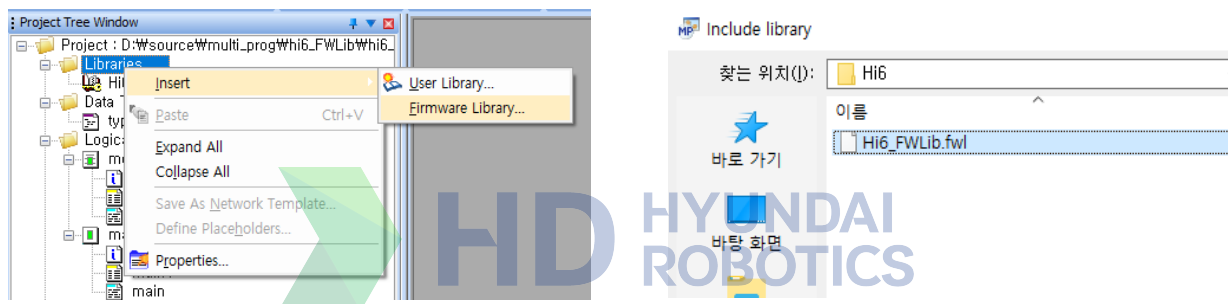 Project Tree Window
Project : D:₩source₩multi_prog₩hi6_FWLib₩hi6_
Libraries
Insert
User Library...
Firmware Library...
Data
Paste Ctrl+V
Expand All
Collapse All
Save As Network Template...
Define Placeholders...
Properties...
main
Include library
찾는 위치(I):
Hi6
이름
Hi6_FWLib.fwl
바로 가기
바탕 화면
HD HYUNDAI
ROBOTICS